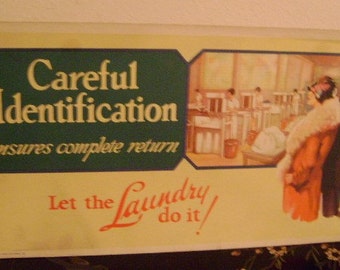 Careful
Identification
ensures complete return
Let the Laundry
do it!